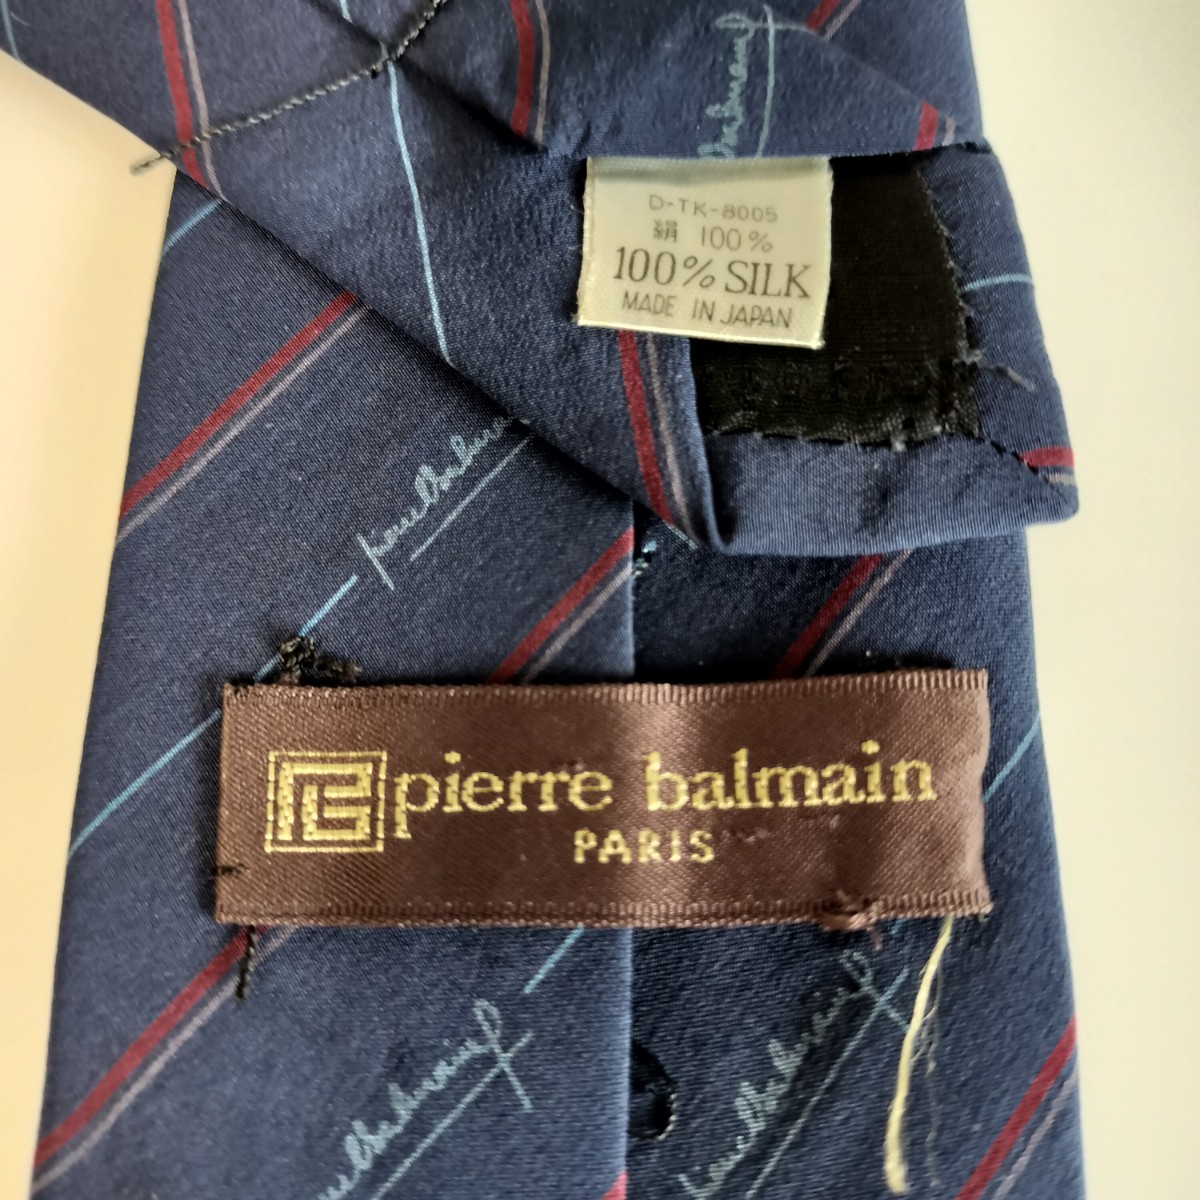 D-TK-8005
絹 100%
100% SILK
MADE IN JAPAN
pierre balmain
PARIS